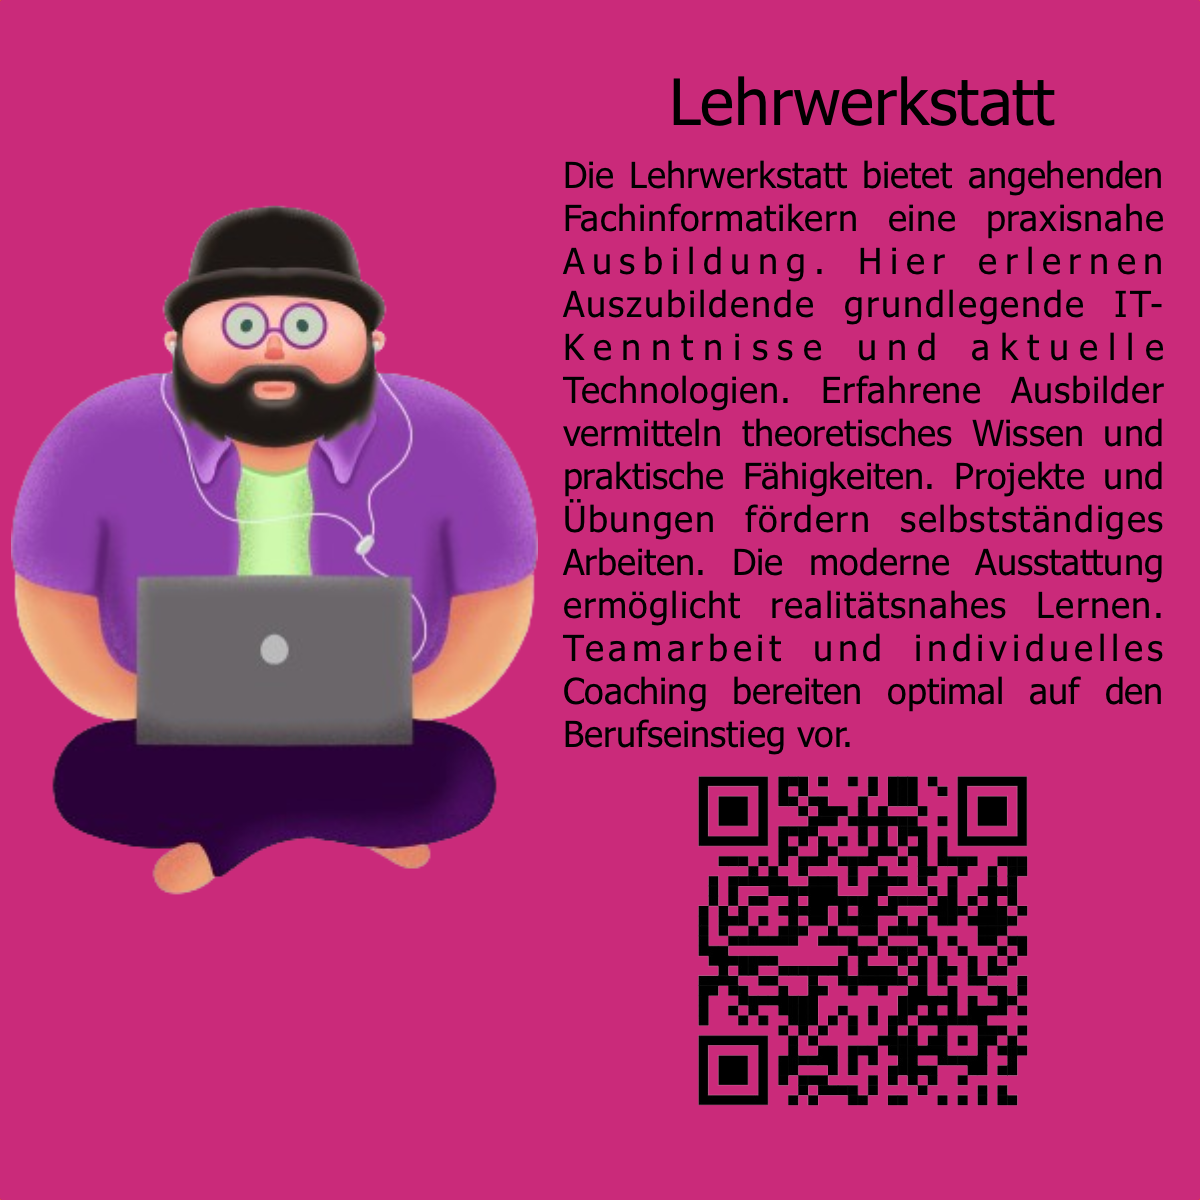 Lehrwerkstatt
Die Lehrwerkstatt bietet angehenden
Fachinformatikern eine praxisnahe
Ausbildung. Hier erlernen
Auszubildende grundlegende IT-
Kenntnisse und aktuelle
Technologien. Erfahrene Ausbilder
vermitteln theoretisches Wissen und
praktische Fähigkeiten. Projekte und
Übungen fördern selbstständiges
Arbeiten. Die moderne Ausstattung
ermöglicht realitätsnahes Lernen.
Teamarbeit und individuelles
Coaching bereiten optimal auf den
Berufseinstieg vor.